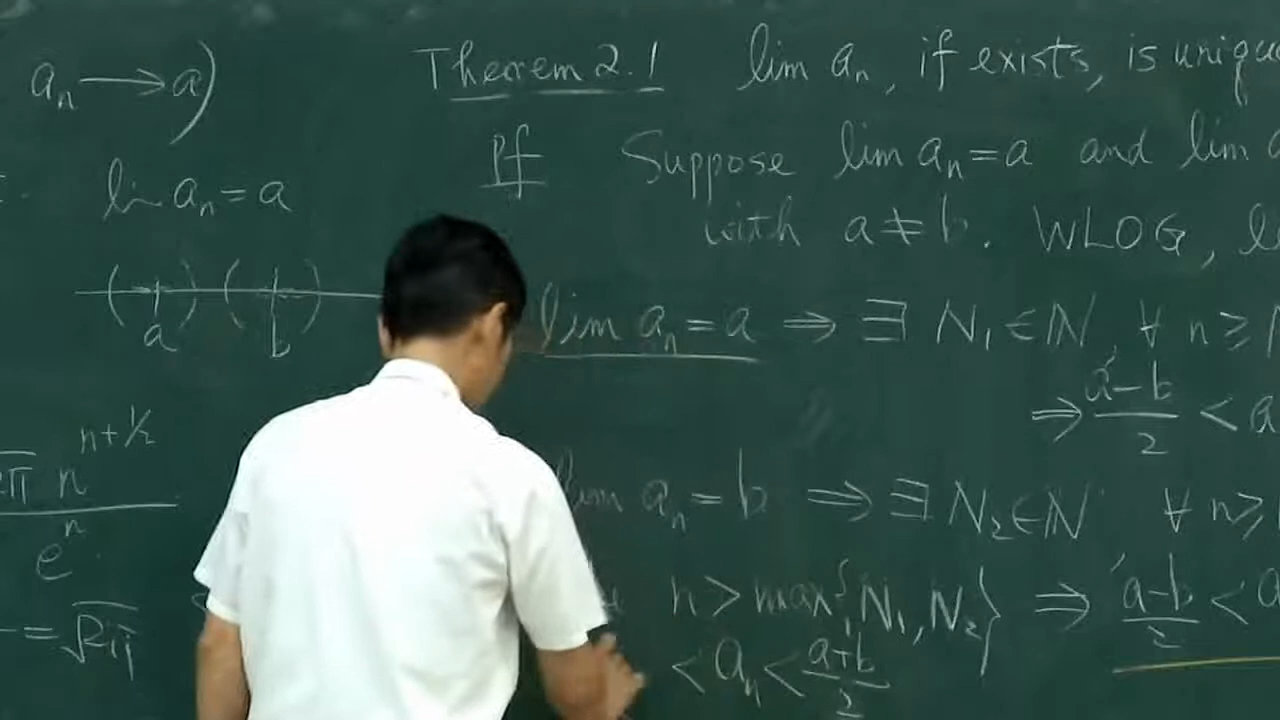 aₙ → a)
lim aₙ = a
a b
n+½
π n
eⁿ
= √2π
Theorem 2.1 lim aₙ, if exists, is unique
Pf Suppose lim aₙ = a and lim
with a ≠ b. WLOG,
lim aₙ = a ⇒ ∃ N₁ ∈ ℕ ∀ n ≥
⇒ a-b/2 < a
lim aₙ = b ⇒ ∃ N₂ ∈ ℕ ∀ n ≥
n > max{N₁, N₂} ⇒ a-b/2 < a
< aₙ < a+b/2